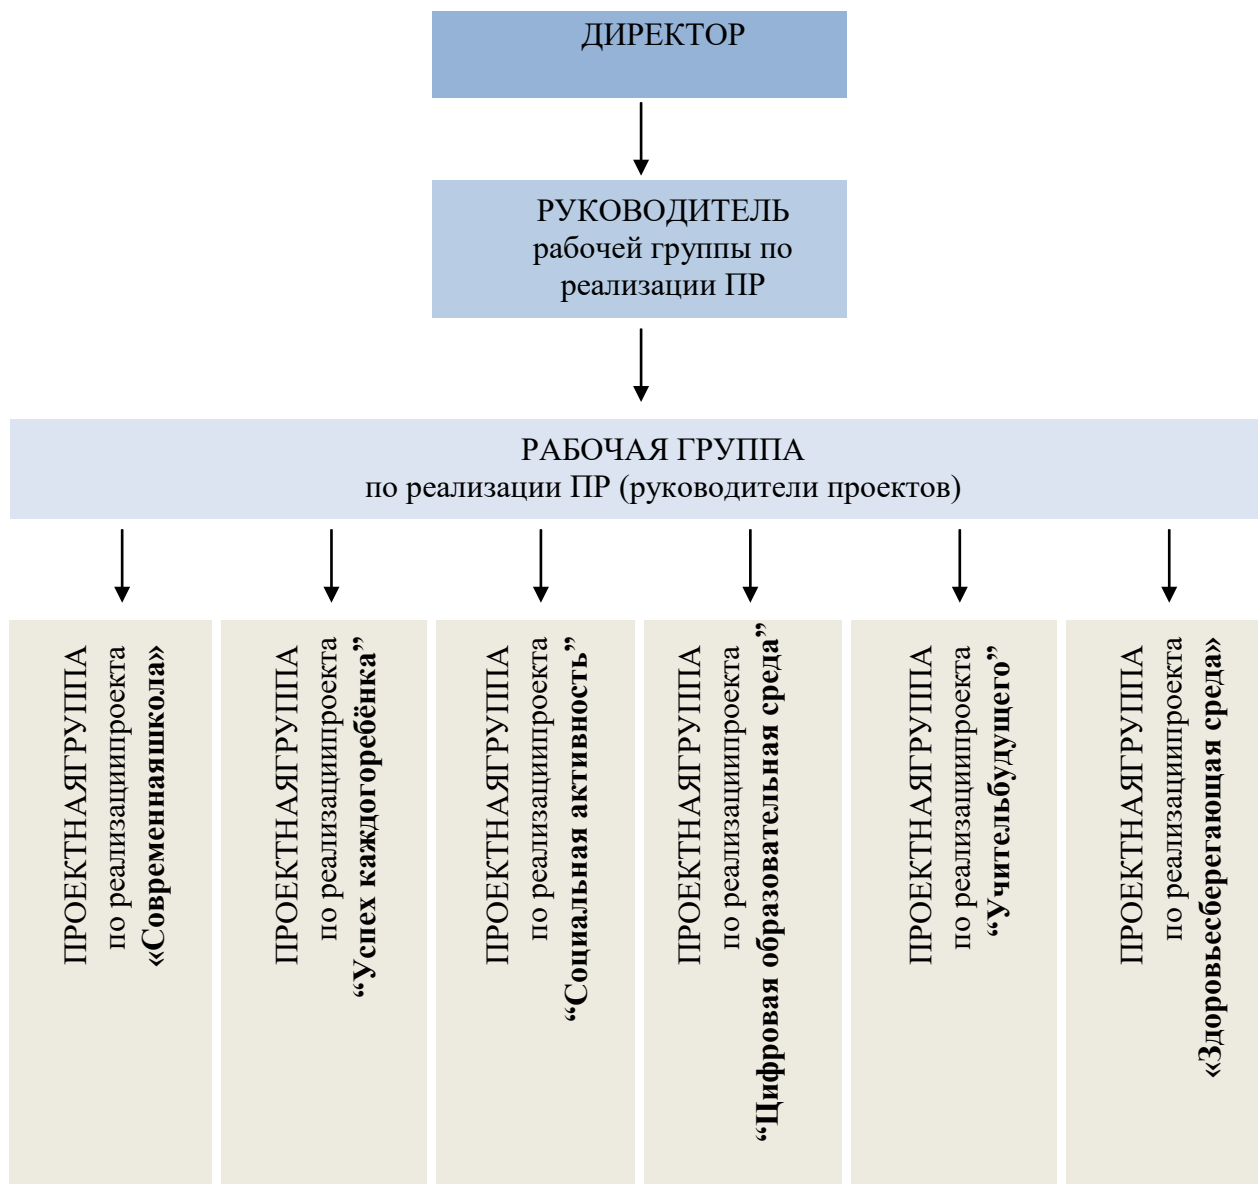 ДИРЕКТОР
РУКОВОДИТЕЛЬ
рабочей группы по
реализации ПР
РАБОЧАЯ ГРУППА
по реализации ПР (руководители проектов)
ПРОЕКТНАЯГРУППА
по реализациипроекта
«Современнаяшкола»
ПРОЕКТНАЯГРУППА
по реализациипроекта
“Успех каждогоребёнка”
ПРОЕКТНАЯГРУППА
по реализациипроекта
“Социальная активность”
ПРОЕКТНАЯГРУППА
по реализациипроекта
“Цифровая образовательная среда”
ПРОЕКТНАЯГРУППА
по реализациипроекта
“Учительбудущего”
ПРОЕКТНАЯГРУППА
по реализациипроекта
«Здоровьесберегающая среда»